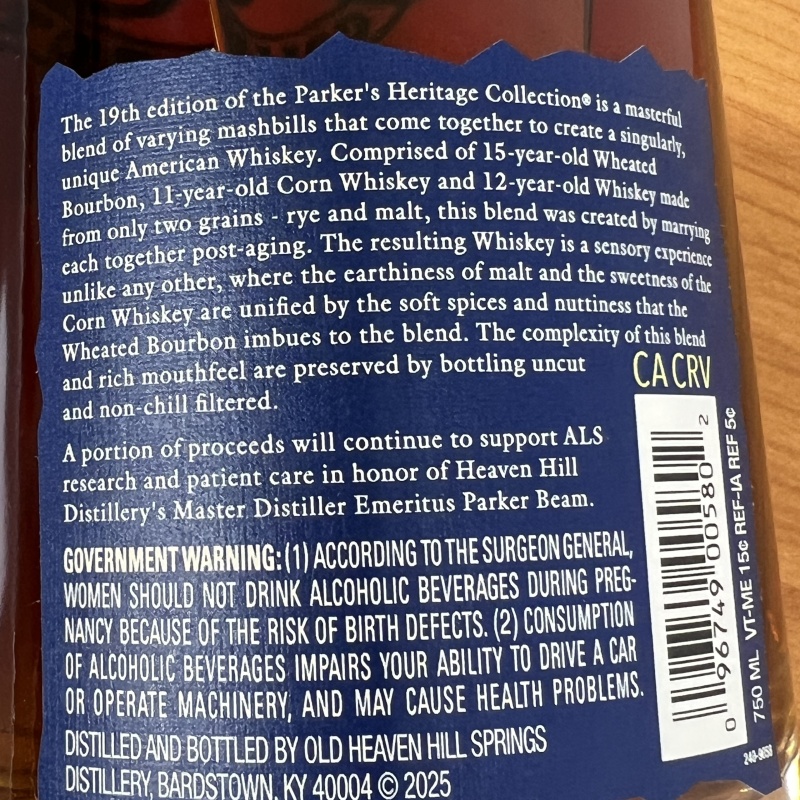 The 19th edition of the Parker's Heritage Collection® is a masterful
blend of varying mashbills that come together to create a singularly,
unique American Whiskey. Comprised of 15-year-old Wheated
Bourbon, 11-year-old Corn Whiskey and 12-year-old Whiskey made
from only two grains - rye and malt, this blend was created by marrying
each together post-aging. The resulting Whiskey is a sensory experience
unlike any other, where the earthiness of malt and the sweetness of the
Corn Whiskey are unified by the soft spices and nuttiness that the
Wheated Bourbon imbues to the blend. The complexity of this blend
and rich mouthfeel are preserved by bottling uncut
and non-chill filtered.
CA CRV
A portion of proceeds will continue to support ALS
research and patient care in honor of Heaven Hill
Distillery's Master Distiller Emeritus Parker Beam.
GOVERNMENT WARNING: (1) ACCORDING TO THE SURGEON GENERAL,
WOMEN SHOULD NOT DRINK ALCOHOLIC BEVERAGES DURING PREG-
NANCY BECAUSE OF THE RISK OF BIRTH DEFECTS. (2) CONSUMPTION
OF ALCOHOLIC BEVERAGES IMPAIRS YOUR ABILITY TO DRIVE A CAR
OR OPERATE MACHINERY, AND MAY CAUSE HEALTH PROBLEMS.
DISTILLED AND BOTTLED BY OLD HEAVEN HILL SPRINGS
DISTILLERY, BARDSTOWN, KY 40004 © 2025
0 96749 00580 2
750 ML VT-ME 15¢ REF-IA REF 5¢